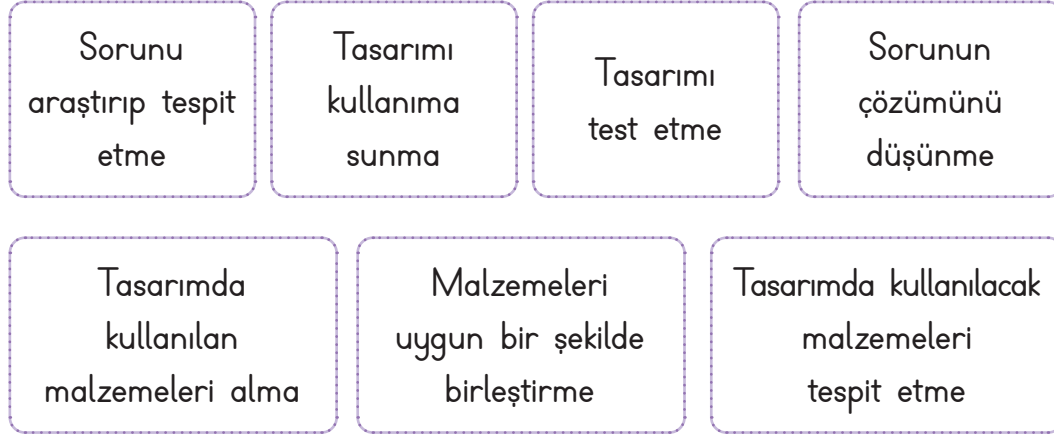 Sorunu
araştırıp tespit
etme
Tasarımı
kullanıma
sunma
Tasarımı
test etme
Sorunun
çözümünü
düşünme
Tasarımda
kullanılan
malzemeleri alma
Malzemeleri
uygun bir şekilde
birleştirme
Tasarımda kullanılacak
malzemeleri
tespit etme